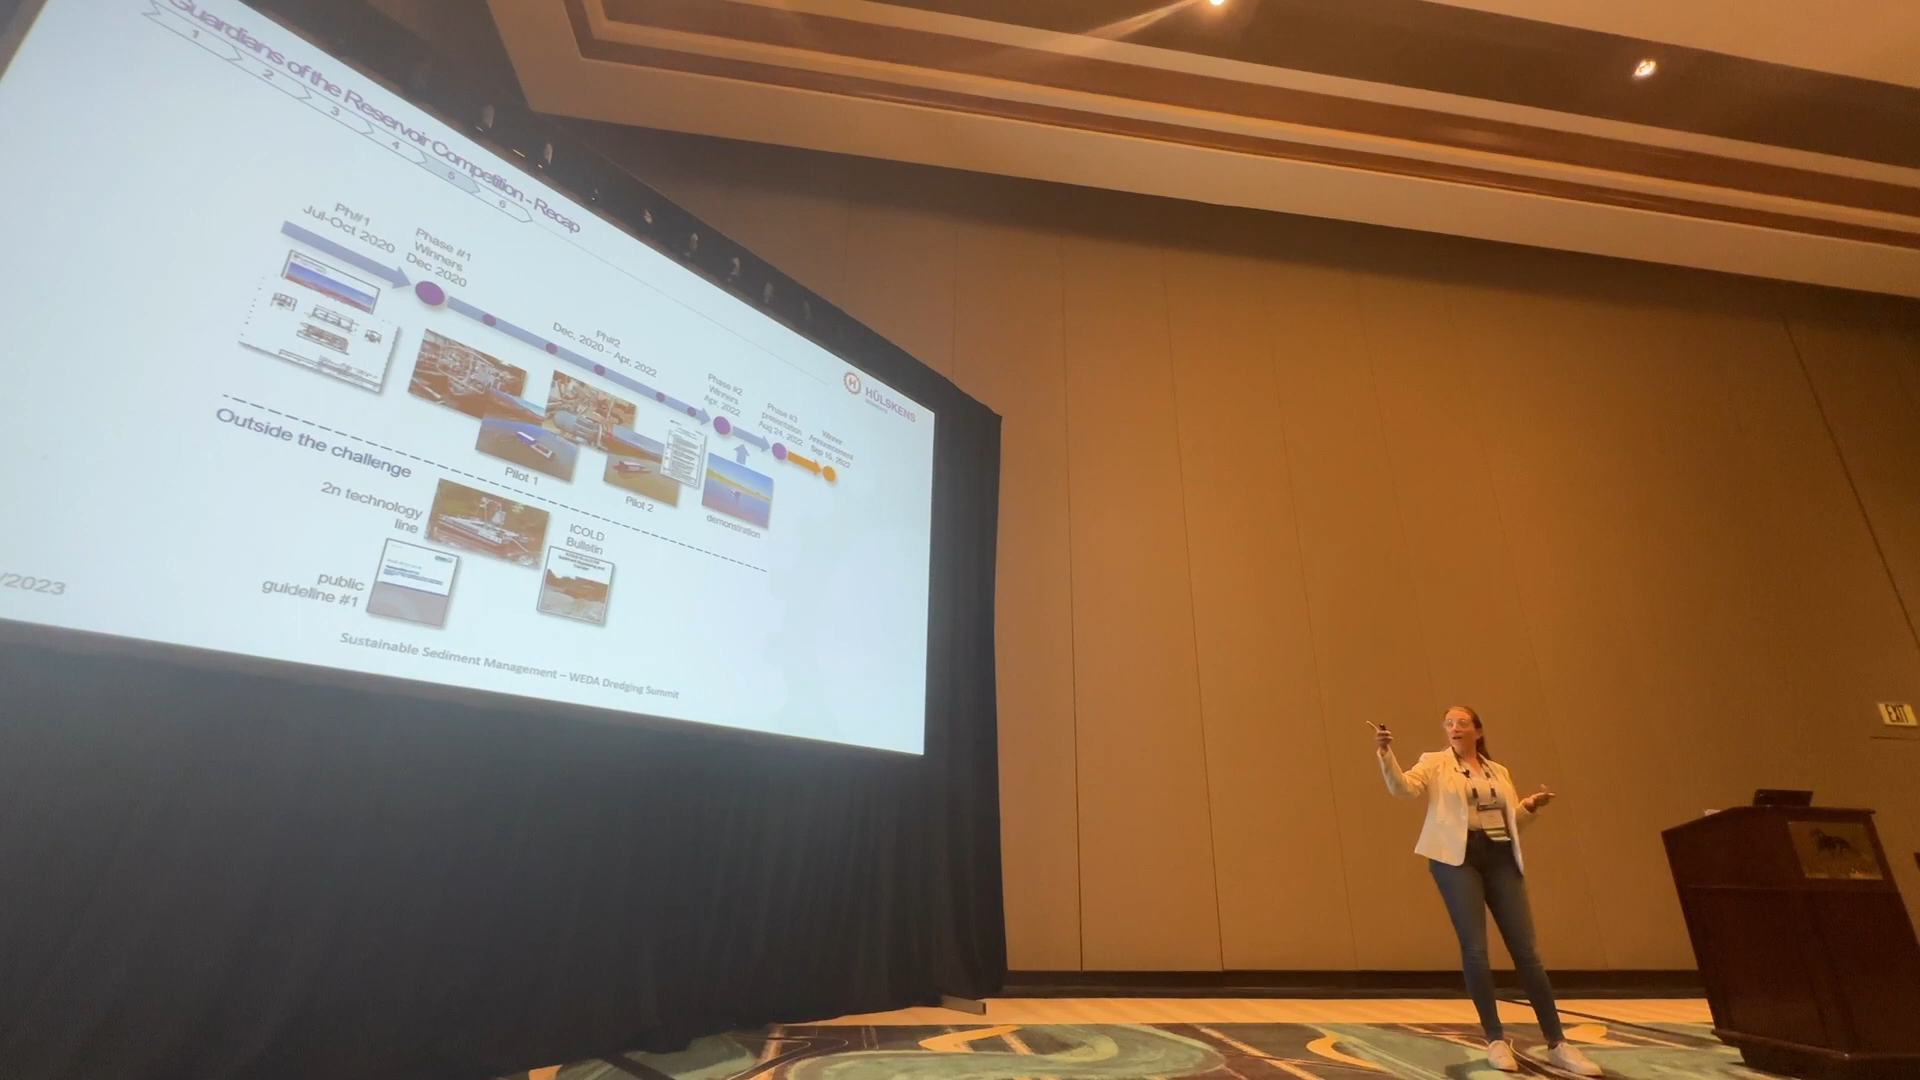 Guardians of the Reservoir Competition - Recap
1
2
3
4
5
6
Ph#1
Jul-Oct 2020
Phase #1
Winners
Dec 2020
Ph#2
Dec, 2020 – Apr, 2022
Phase #2
Winners
Apr, 2022
Phase #3
presentation
Aug 24, 2022
Winner
Announcement
Sep 15, 2022
H HÜLSKENS
Pilot 1
Pilot 2
demonstration
Outside the challenge
2n technology
line
ICOLD
Bulletin
public
guideline #1
/2023
Sustainable Sediment Management – WEDA Dredging Summit
EXIT